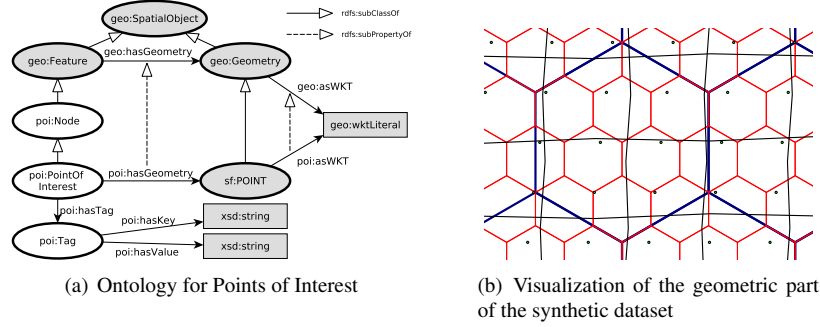 geo:SpatialObject
rdfs:subClassOf
rdfs:subPropertyOf
geo:hasGeometry
geo:Feature
geo:Geometry
geo:asWKT
poi:Node
geo:wktLiteral
poi:asWKT
poi:PointOf
Interest
poi:hasGeometry
sf:POINT
poi:hasTag
poi:hasKey
xsd:string
poi:Tag
poi:hasValue
xsd:string
(a) Ontology for Points of Interest
(b) Visualization of the geometric part
of the synthetic dataset